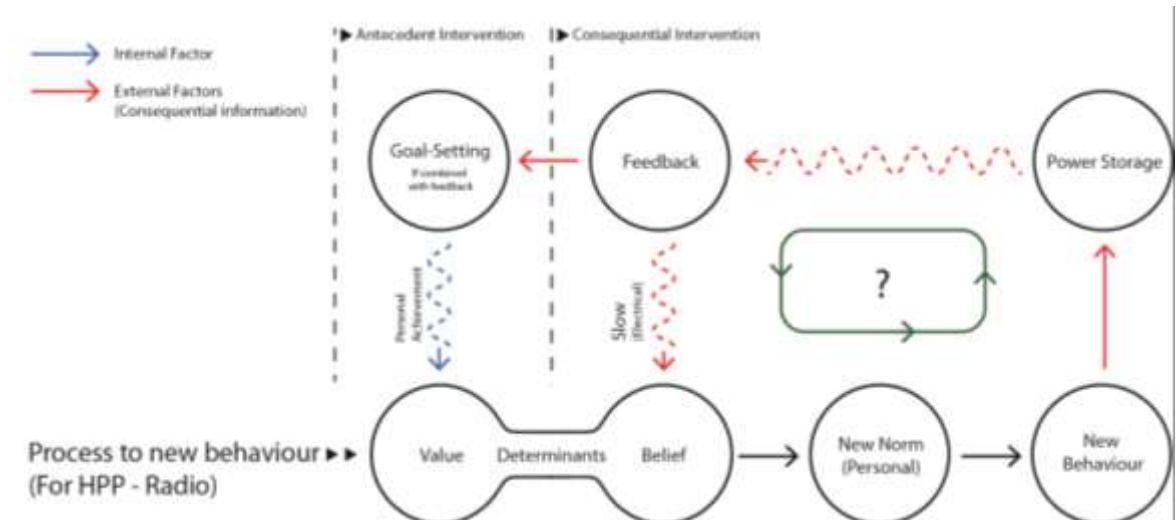 ▶ Antecedent Intervention
▶ Consequential Intervention
Internal Factor
External Factors
(Consequential information)
Goal-Setting
If combined
with feedback
Feedback
Power Storage
Personal
Achievement
Slow
(Electrical)
?
Process to new behaviour ▶ ▶
(For HPP - Radio)
Value
Determinants
Belief
New Norm
(Personal)
New
Behaviour